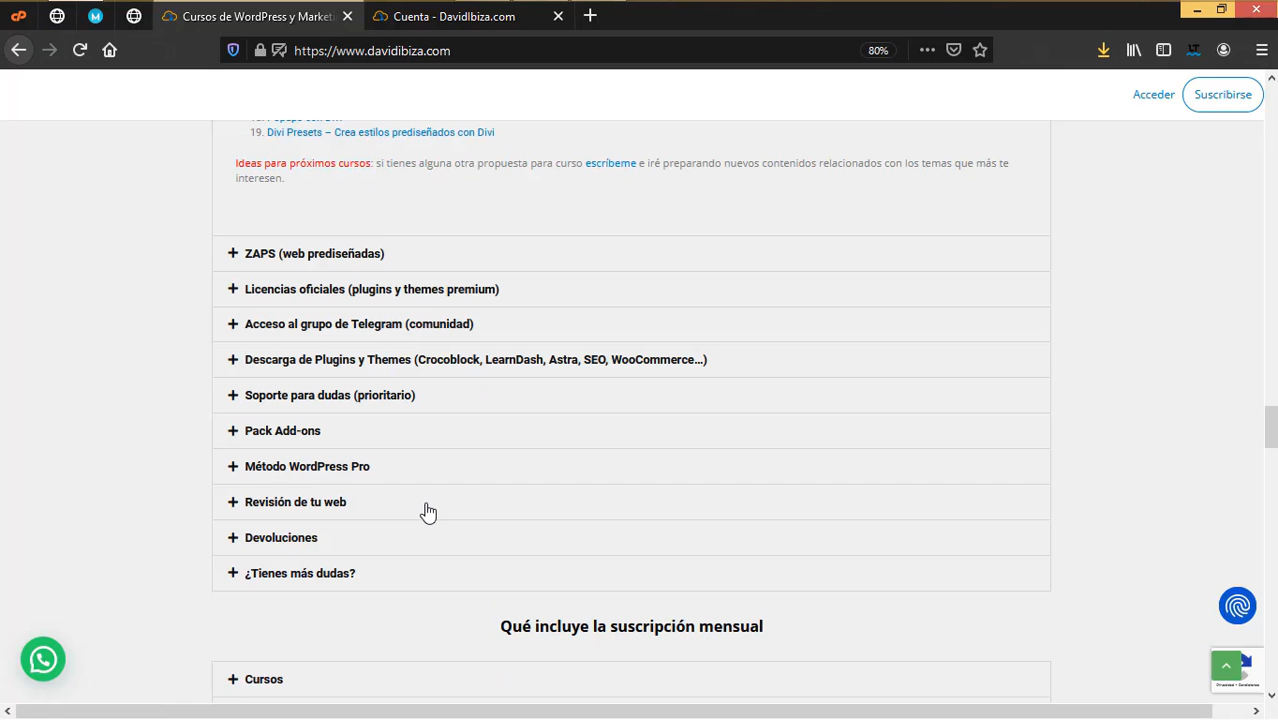 Cursos de WordPress y Market
Cuenta - DavidIbiza.com
https://www.davidibiza.com
80%
Acceder
Suscribirse
19. Divi Presets – Crea estilos prediseñados con Divi
Ideas para próximos cursos: si tienes alguna otra propuesta para curso escríbeme e iré preparando nuevos contenidos relacionados con los temas que más te
interesen.
ZAPS (web prediseñadas)
Licencias oficiales (plugins y themes premium)
Acceso al grupo de Telegram (comunidad)
Descarga de Plugins y Themes (Crocoblock, LearnDash, Astra, SEO, WooCommerce...)
Soporte para dudas (prioritario)
Pack Add-ons
Método WordPress Pro
Revisión de tu web
Devoluciones
¿Tienes más dudas?
Qué incluye la suscripción mensual
Cursos